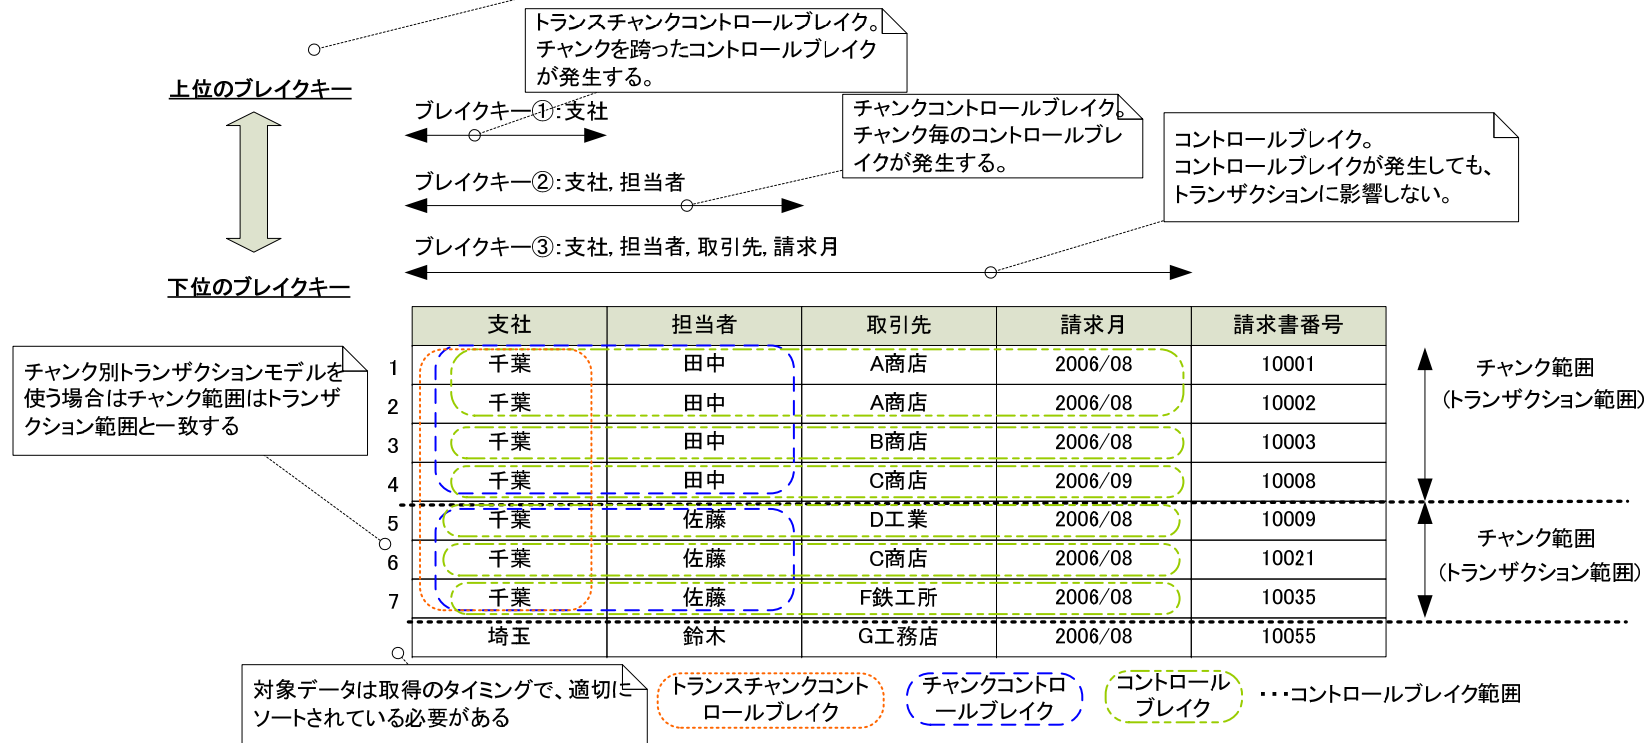 トランスチャンクコントロールブレイク。
チャンクを跨ったコントロールブレイク
が発生する。
上位のブレイクキー
ブレイクキー①：支社
チャンクコントロールブレイク。
チャンク毎のコントロールブレ
イクが発生する。
コントロールブレイク。
コントロールブレイクが発生しても、
トランザクションに影響しない。
ブレイクキー②：支社, 担当者
ブレイクキー③：支社, 担当者, 取引先, 請求月
下位のブレイクキー
支社 担当者 取引先 請求月 請求書番号
1 千葉 田中 A商店 2006/08 10001
2 千葉 田中 A商店 2006/08 10002
3 千葉 田中 B商店 2006/08 10003
4 千葉 田中 C商店 2006/09 10008
5 千葉 佐藤 D工業 2006/08 10009
6 千葉 佐藤 C商店 2006/08 10021
7 千葉 佐藤 F鉄工所 2006/08 10035
埼玉 鈴木 G工務店 2006/08 10055
チャンク別トランザクションモデルを
使う場合はチャンク範囲はトランザ
クション範囲と一致する
チャンク範囲
(トランザクション範囲)
チャンク範囲
(トランザクション範囲)
対象データは取得のタイミングで、適切に
ソートされている必要がある
トランスチャンクコント
ロールブレイク
チャンクコントロ
ールブレイク
コントロール
ブレイク
・・・コントロールブレイク範囲